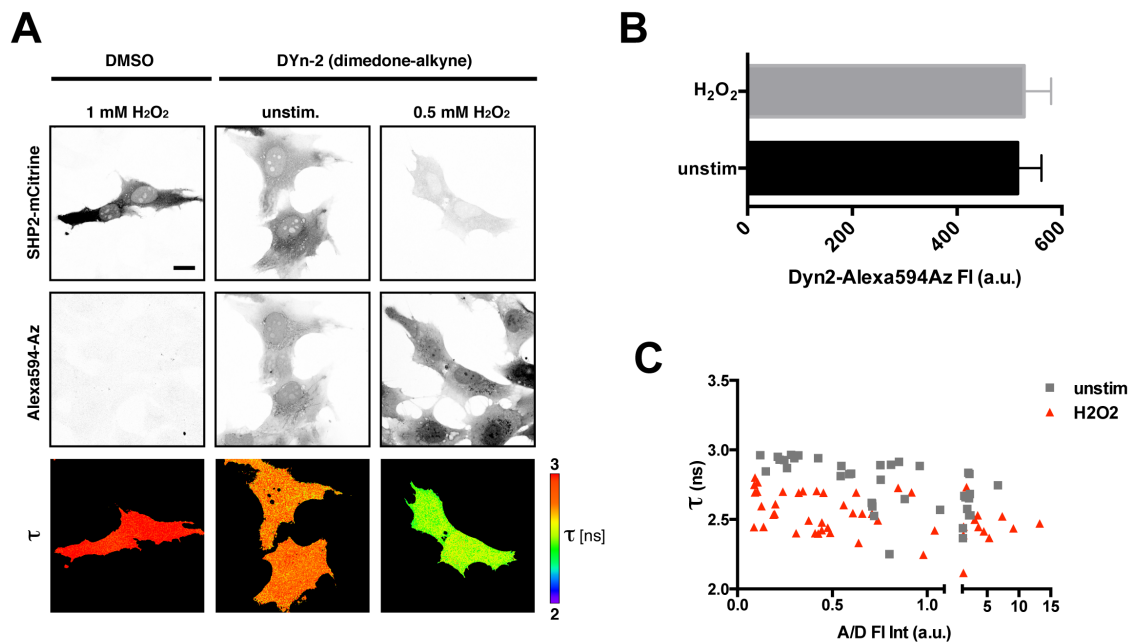 A
DMSO
DYn-2 (dimedone-alkyne)
1 mM H₂O₂
unstim.
0.5 mM H₂O₂
SHP2-mCitrine
Alexa594-Az
τ
3
τ [ns]
2
B
H₂O₂
unstim
0
200
400
600
Dyn2-Alexa594Az Fl (a.u.)
C
unstim
H2O2
3.5
3.0
2.5
2.0
τ (ns)
0.0
0.5
1.0
5
10
15
A/D Fl Int (a.u.)